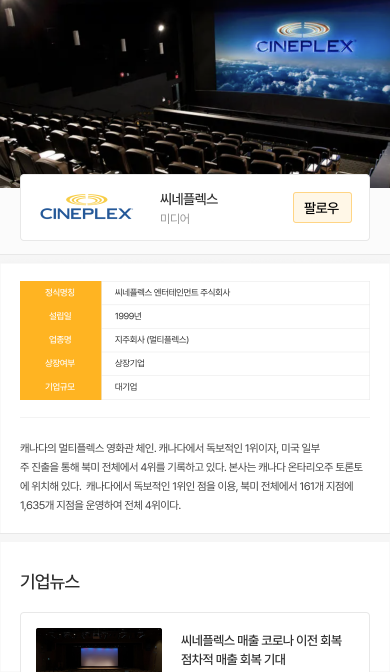 CINEPLEX
CINEPLEX
씨네플렉스
미디어
팔로우
정식명칭 씨네플렉스 엔터테인먼트 주식회사
설립일 1999년
업종명 지주회사 (멀티플렉스)
상장여부 상장기업
기업규모 대기업
캐나다의 멀티플렉스 영화관 체인. 캐나다에서 독보적인 1위이자, 미국 일부
주 진출을 통해 북미 전체에서 4위를 기록하고 있다. 본사는 캐나다 온타리오주 토론토
에 위치해 있다. 캐나다에서 독보적인 1위인 점을 이용, 북미 전체에서 161개 지점에
1,635개 지점을 운영하여 전체 4위이다.
기업뉴스
씨네플렉스 매출 코로나 이전 회복
점차적 매출 회복 기대